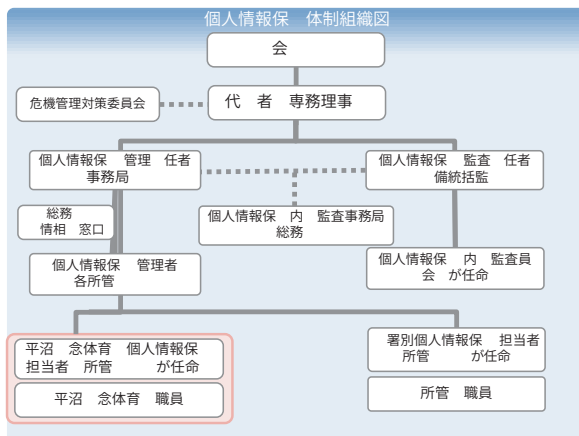 個人情報保　体制組織図
会
危機管理対策委員会
代　者　専務理事
個人情報保　管理　任者
事務局
個人情報保　監査　任者
備統括監
総務
情相　窓口
個人情報保　内　監査事務局
総務
個人情報保　管理者
各所管
個人情報保　内　監査員
会　が任命
平沼　念体育　個人情報保
担当者　所管　　が任命
平沼　念体育　職員
署別個人情報保　担当者
所管　　が任命
所管　職員